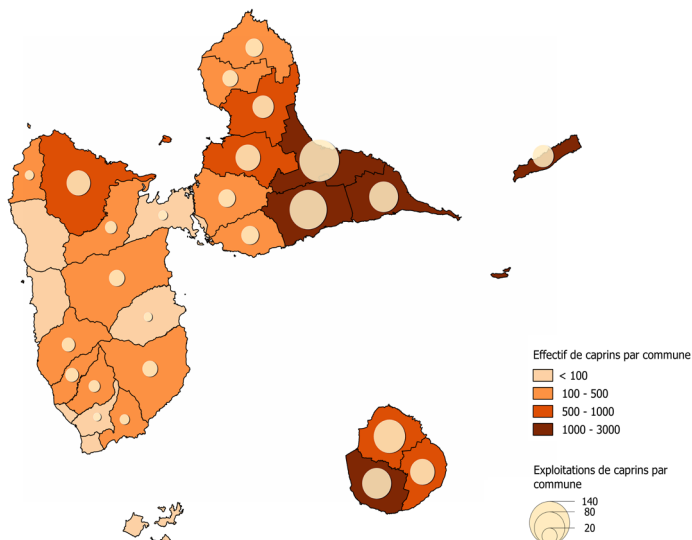 Effectif de caprins par commune
< 100
100 - 500
500 - 1000
1000 - 3000
Exploitations de caprins par
commune
140
80
20